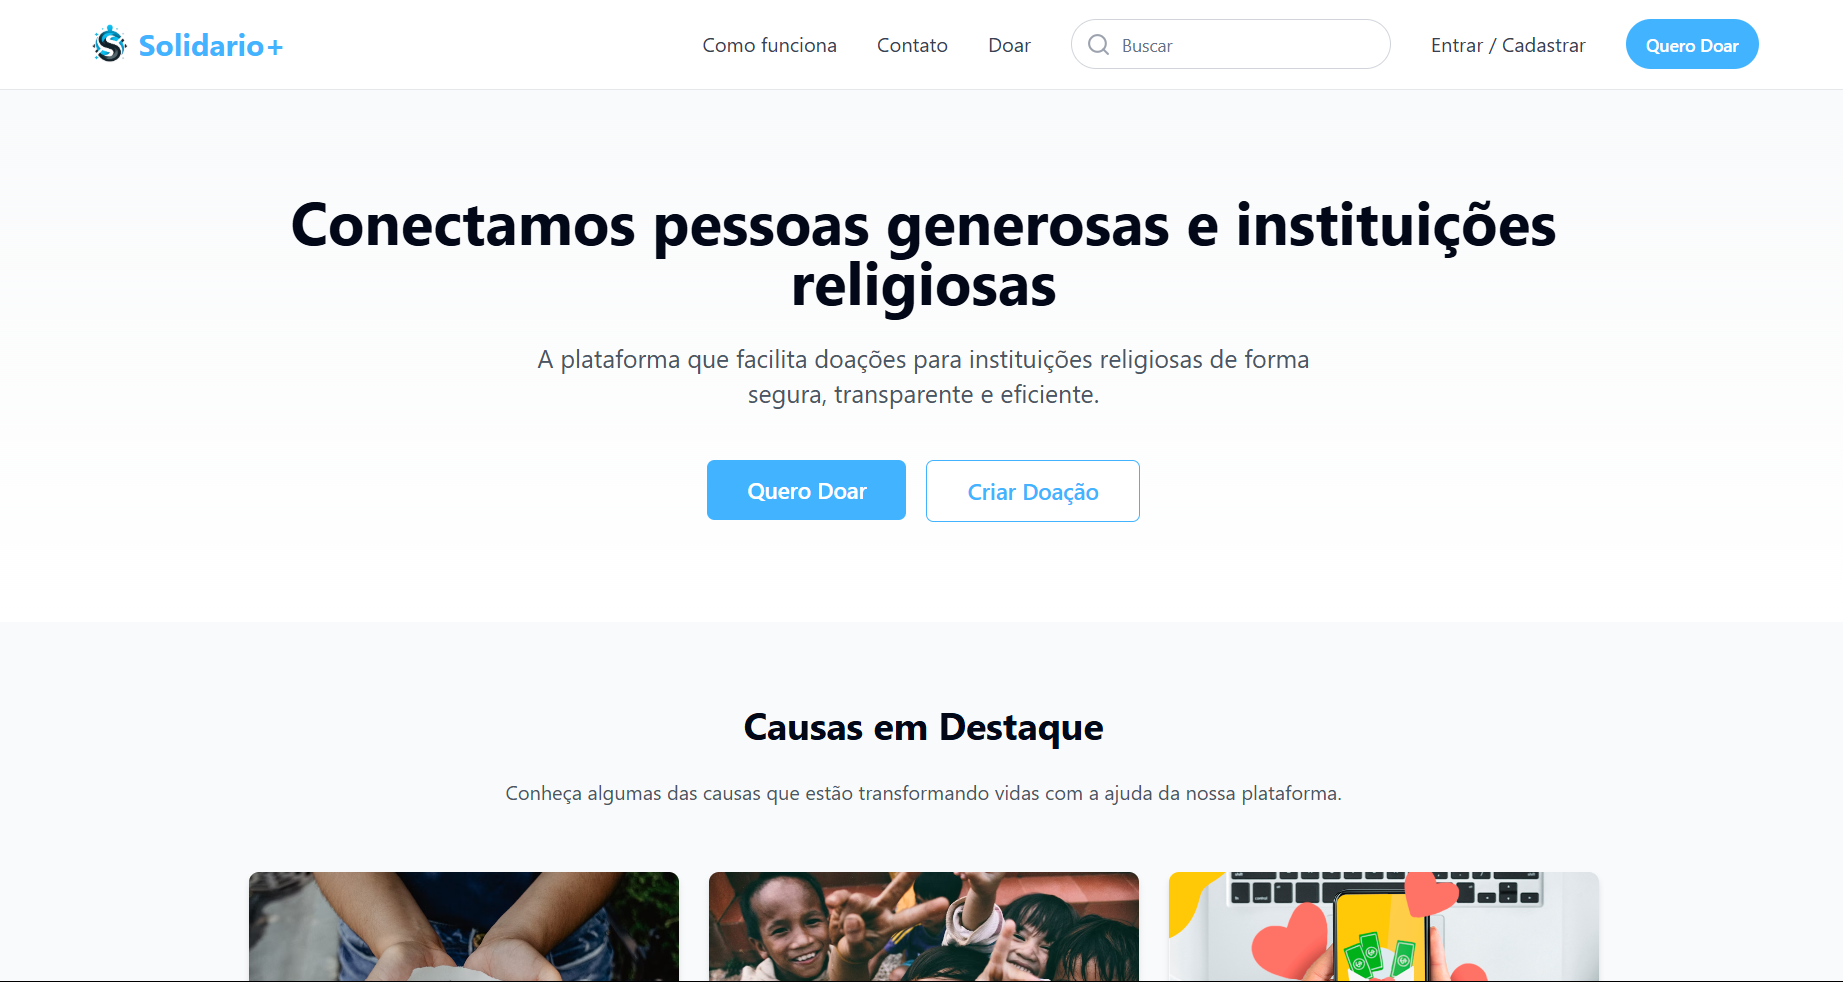 Solidario+
Como funciona
Contato
Doar
Buscar
Entrar / Cadastrar
Quero Doar
Conectamos pessoas generosas e instituições
religiosas
A plataforma que facilita doações para instituições religiosas de forma
segura, transparente e eficiente.
Quero Doar
Criar Doação
Causas em Destaque
Conheça algumas das causas que estão transformando vidas com a ajuda da nossa plataforma.